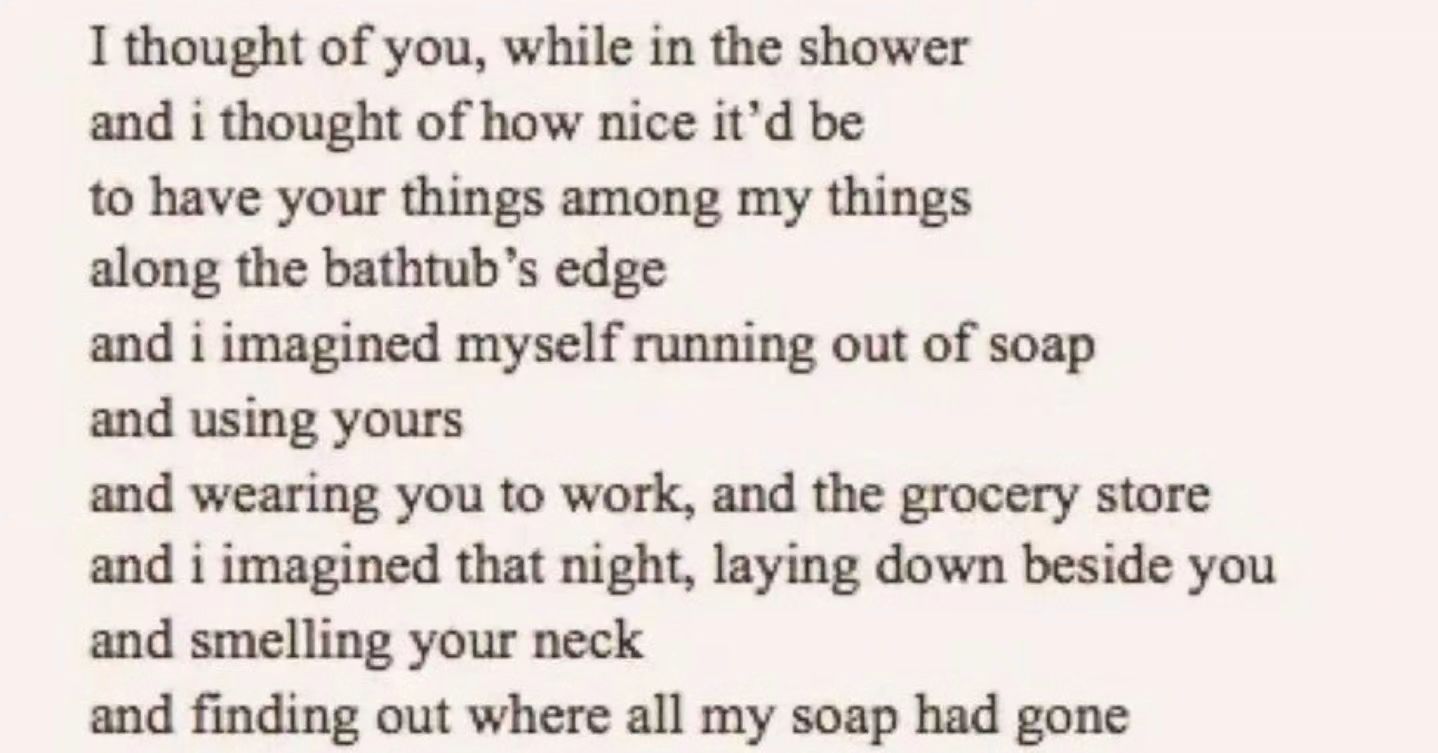 I thought of you, while in the shower
and i thought of how nice it’d be
to have your things among my things
along the bathtub’s edge
and i imagined myself running out of soap
and using yours
and wearing you to work, and the grocery store
and i imagined that night, laying down beside you
and smelling your neck
and finding out where all my soap had gone